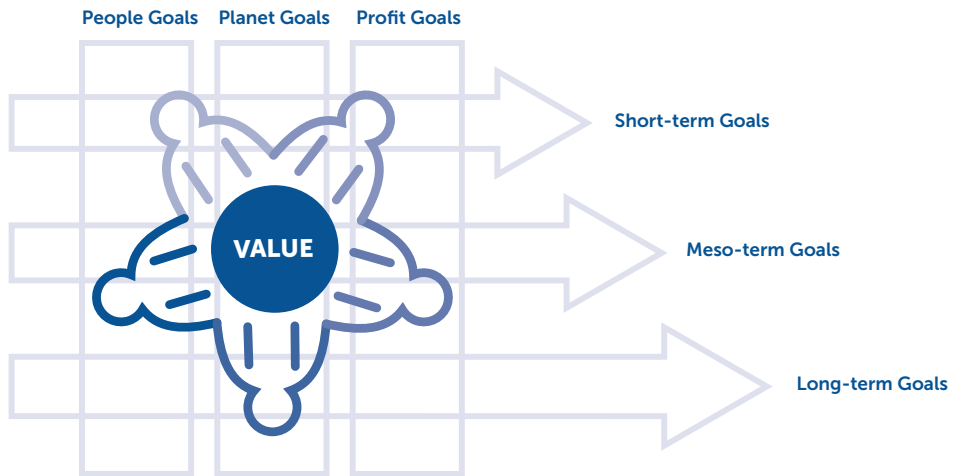 People Goals Planet Goals Profit Goals
Short-term Goals
VALUE
Meso-term Goals
Long-term Goals